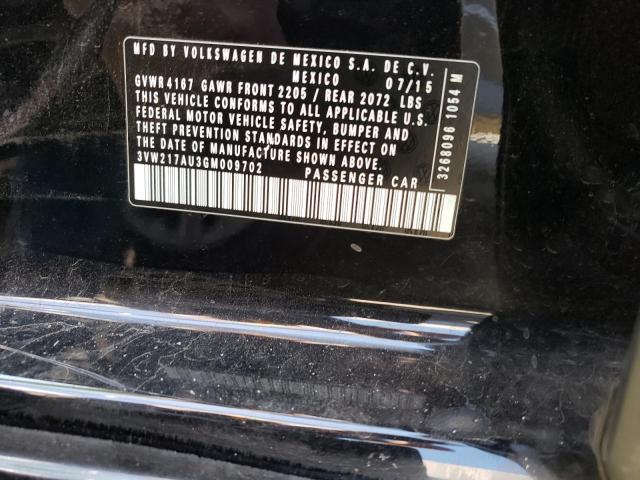 MFD BY VOLKSWAGEN DE MEXICO S.A. DE C.V.
MEXICO 07/15
GVWR 4167 GAWR FRONT 2205 / REAR 2072 LBS
THIS VEHICLE CONFORMS TO ALL APPLICABLE U.S.
FEDERAL MOTOR VEHICLE SAFETY, BUMPER AND
THEFT PREVENTION STANDARDS IN EFFECT ON
THE DATE OF MANUFACTURE SHOWN ABOVE.
3VW217AU3GM009702 PASSENGER CAR
3268096 1054 M